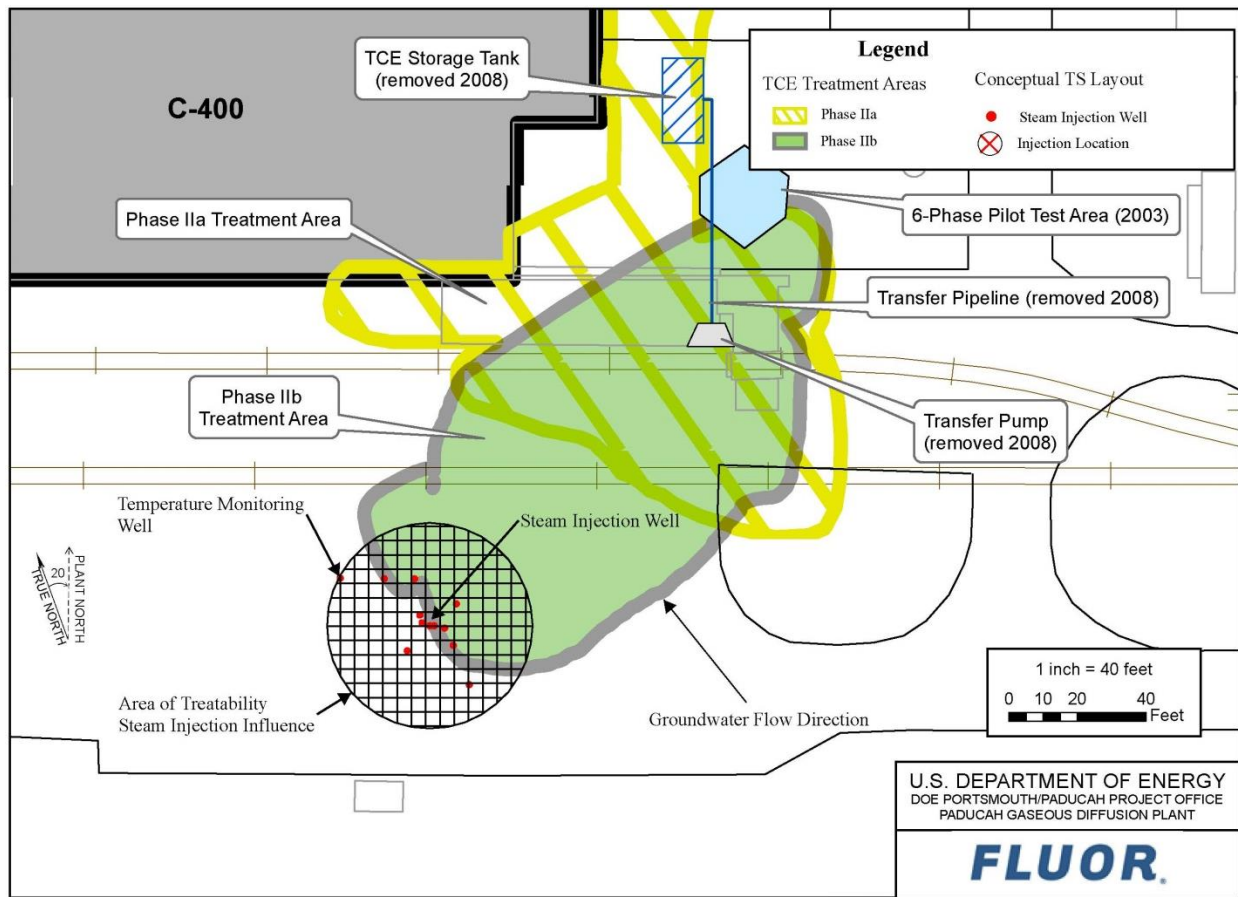 C-400
TCE Storage Tank
(removed 2008)
Legend
TCE Treatment Areas
Phase IIa
Phase IIb
Conceptual TS Layout
Steam Injection Well
Injection Location
Phase IIa Treatment Area
6-Phase Pilot Test Area (2003)
Transfer Pipeline (removed 2008)
Phase IIb
Treatment Area
Transfer Pump
(removed 2008)
Temperature Monitoring
Well
Steam Injection Well
PLANT NORTH
20°
TRUE NORTH
Area of Treatability
Steam Injection Influence
Groundwater Flow Direction
1 inch = 40 feet
0 10 20 40
Feet
U.S. DEPARTMENT OF ENERGY
DOE PORTSMOUTH/PADUCAH PROJECT OFFICE
PADUCAH GASEOUS DIFFUSION PLANT
FLUOR®